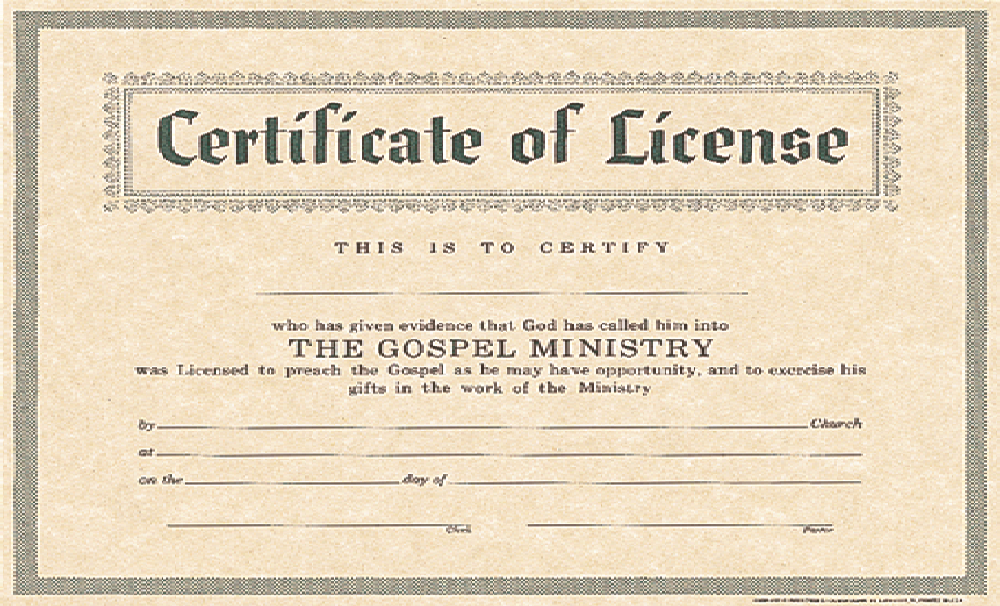 Certificate of License
THIS IS TO CERTIFY
who has given evidence that God has called him into
THE GOSPEL MINISTRY
was Licensed to preach the Gospel as he may have opportunity, and to exercise his
gifts in the work of the Ministry
by Church
at
on the day of
Clerk Pastor